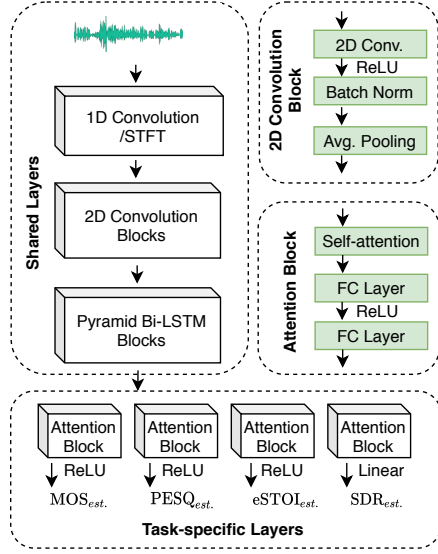 Shared Layers
1D Convolution
/STFT
2D Convolution
Blocks
Pyramid Bi-LSTM
Blocks
2D Convolution
Block
2D Conv.
ReLU
Batch Norm
Avg. Pooling
Attention Block
Self-attention
FC Layer
ReLU
FC Layer
Attention
Block
Attention
Block
Attention
Block
Attention
Block
ReLU
ReLU
ReLU
Linear
MOSest.
PESQest.
eSTOIest.
SDRest.
Task-specific Layers